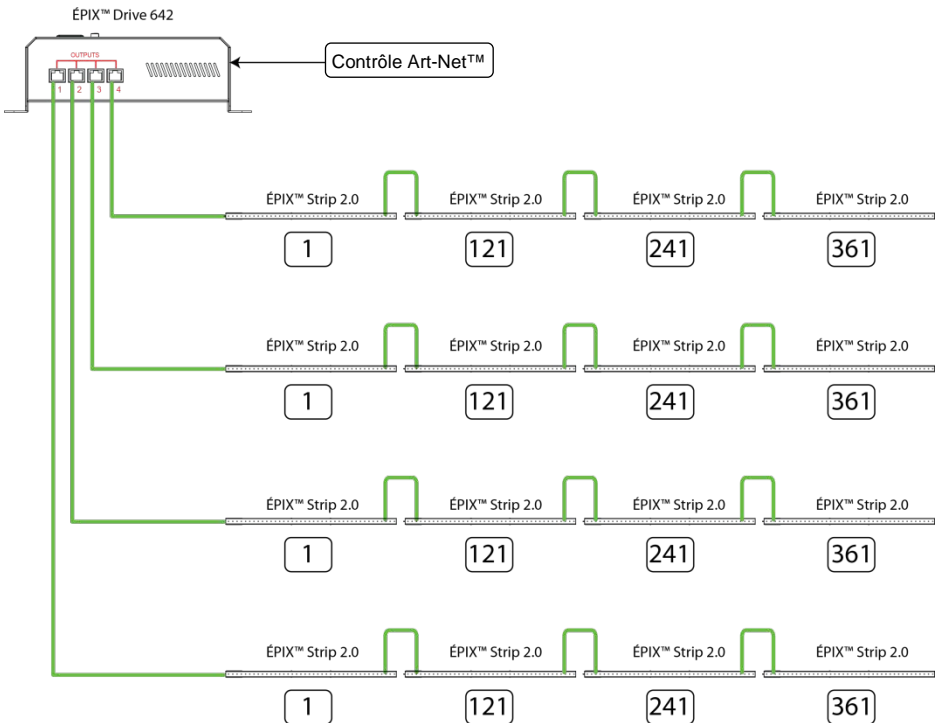 ÉPIX™ Drive 642
OUTPUTS
1 2 3 4
Contrôle Art-Net™
ÉPIX™ Strip 2.0 ÉPIX™ Strip 2.0 ÉPIX™ Strip 2.0 ÉPIX™ Strip 2.0
1 121 241 361
ÉPIX™ Strip 2.0 ÉPIX™ Strip 2.0 ÉPIX™ Strip 2.0 ÉPIX™ Strip 2.0
1 121 241 361
ÉPIX™ Strip 2.0 ÉPIX™ Strip 2.0 ÉPIX™ Strip 2.0 ÉPIX™ Strip 2.0
1 121 241 361
ÉPIX™ Strip 2.0 ÉPIX™ Strip 2.0 ÉPIX™ Strip 2.0 ÉPIX™ Strip 2.0
1 121 241 361